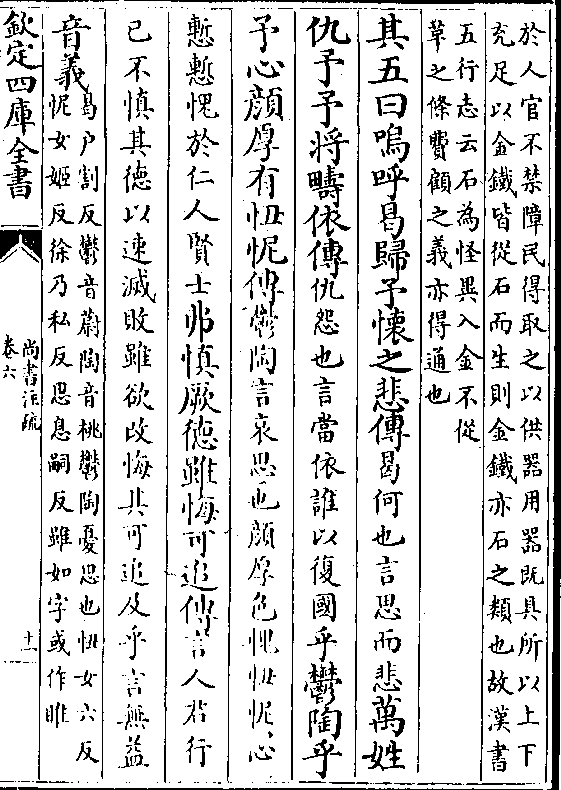 於人官不禁障民得取之以供器用器既具所以上下
充足以金鐵皆從石而生則金鐵亦石之類也故漢書
五行志云石為怪異入金不從
革之條費顧之義亦得通也
其五曰嗚呼曷歸予懷之悲傳曷何也言思而悲萬姓
仇予予將疇依傳仇怨也言當依誰以復國乎鬱陶乎
予心顔厚有忸怩傳鬱陶言哀思也顔厚色愧忸怩心
慙慙愧於仁人賢士弗慎厥德雖悔可追傳言人君行
已不慎其德以速滅敗雖欲改悔其可追及乎言無益
音義曷户割反鬱音蔚陶音桃鬱陶憂思也忸女六反
怩女姬反徐乃私反思息嗣反雖如字或作睢
欽定四庫全書
尚書注疏
卷六
十一